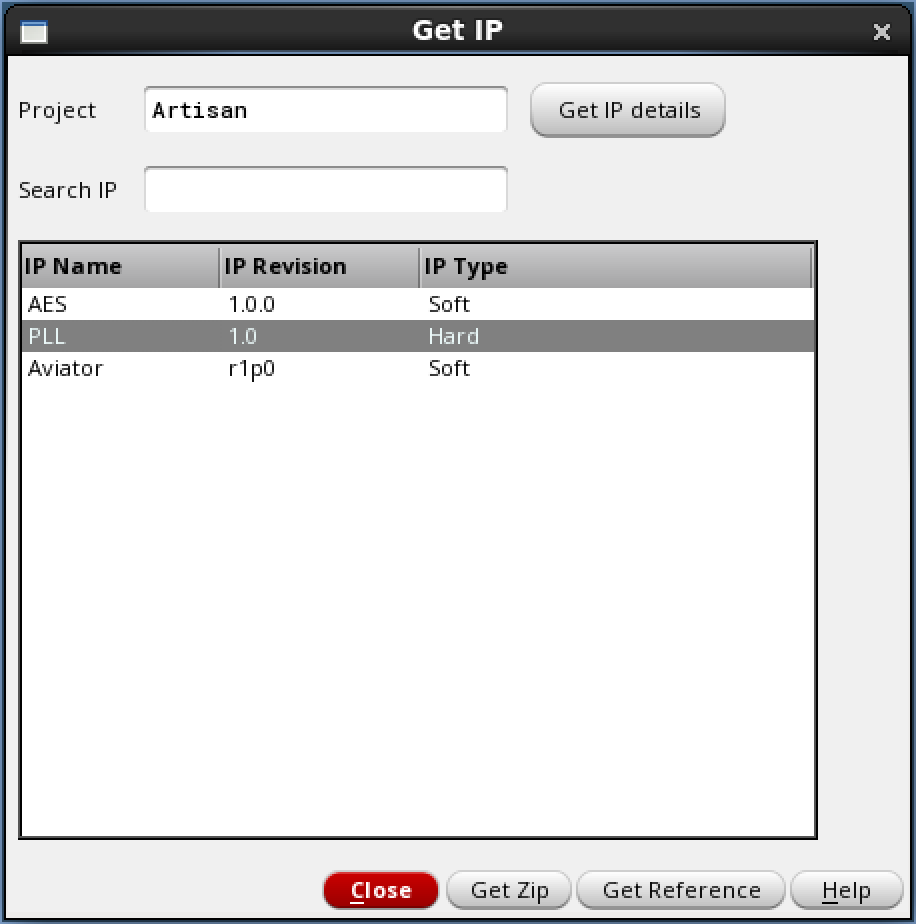 Get IP
Project Artisan Get IP details
Search IP
IP Name IP Revision IP Type
AES 1.0.0 Soft
PLL 1.0 Hard
Aviator r1p0 Soft
Close Get Zip Get Reference Help